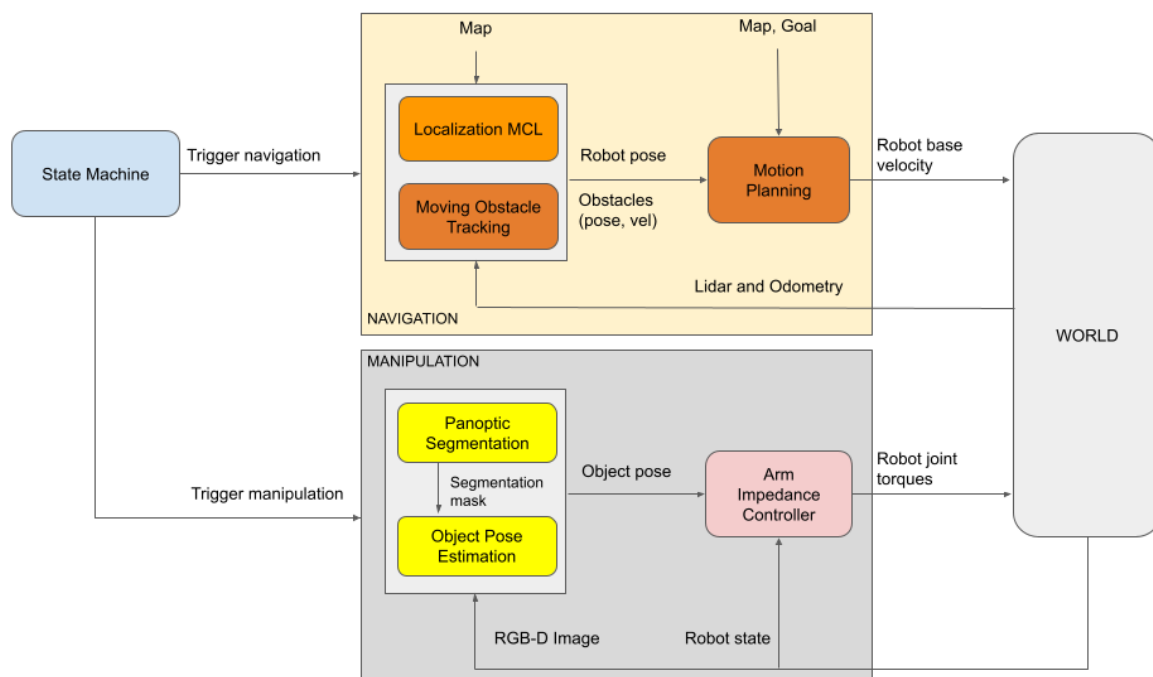 Map
Map, Goal
Localization MCL
State Machine
Trigger navigation
Robot pose
Motion
Planning
Robot base
velocity
Moving Obstacle
Tracking
Obstacles
(pose, vel)
Lidar and Odometry
NAVIGATION
WORLD
MANIPULATION
Panoptic
Segmentation
Segmentation
mask
Object pose
Arm
Impedance
Controller
Robot joint
torques
Trigger manipulation
Object Pose
Estimation
RGB-D Image
Robot state